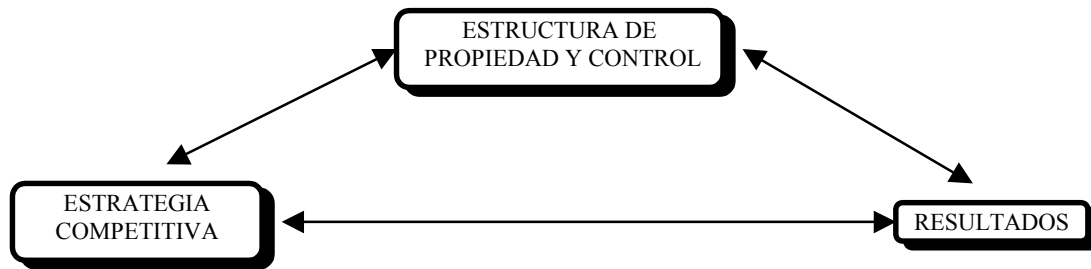 ESTRUCTURA DE
PROPIEDAD Y CONTROL
ESTRATEGIA
COMPETITIVA
RESULTADOS